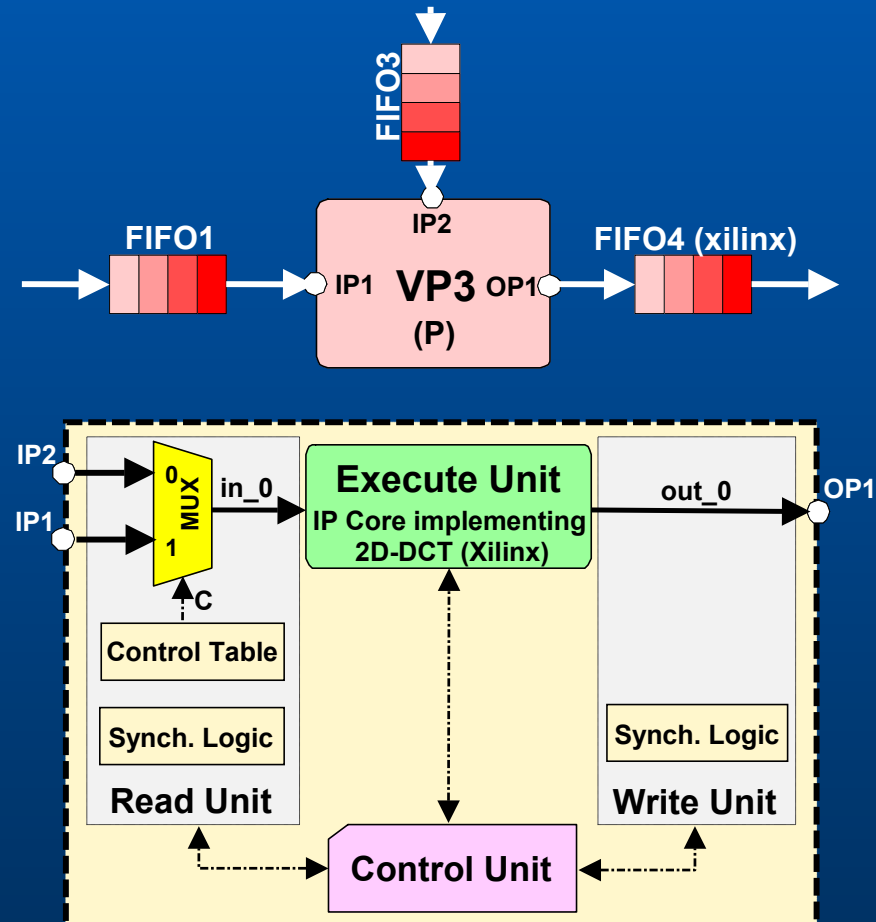 FIFO3
IP2
FIFO1
FIFO4 (xilinx)
IP1
VP3
OP1
(P)
IP2
IP1
0
1
MUX
in_0
Execute Unit
IP Core implementing
2D-DCT (Xilinx)
out_0
OP1
C
Control Table
Synch. Logic
Read Unit
Synch. Logic
Write Unit
Control Unit